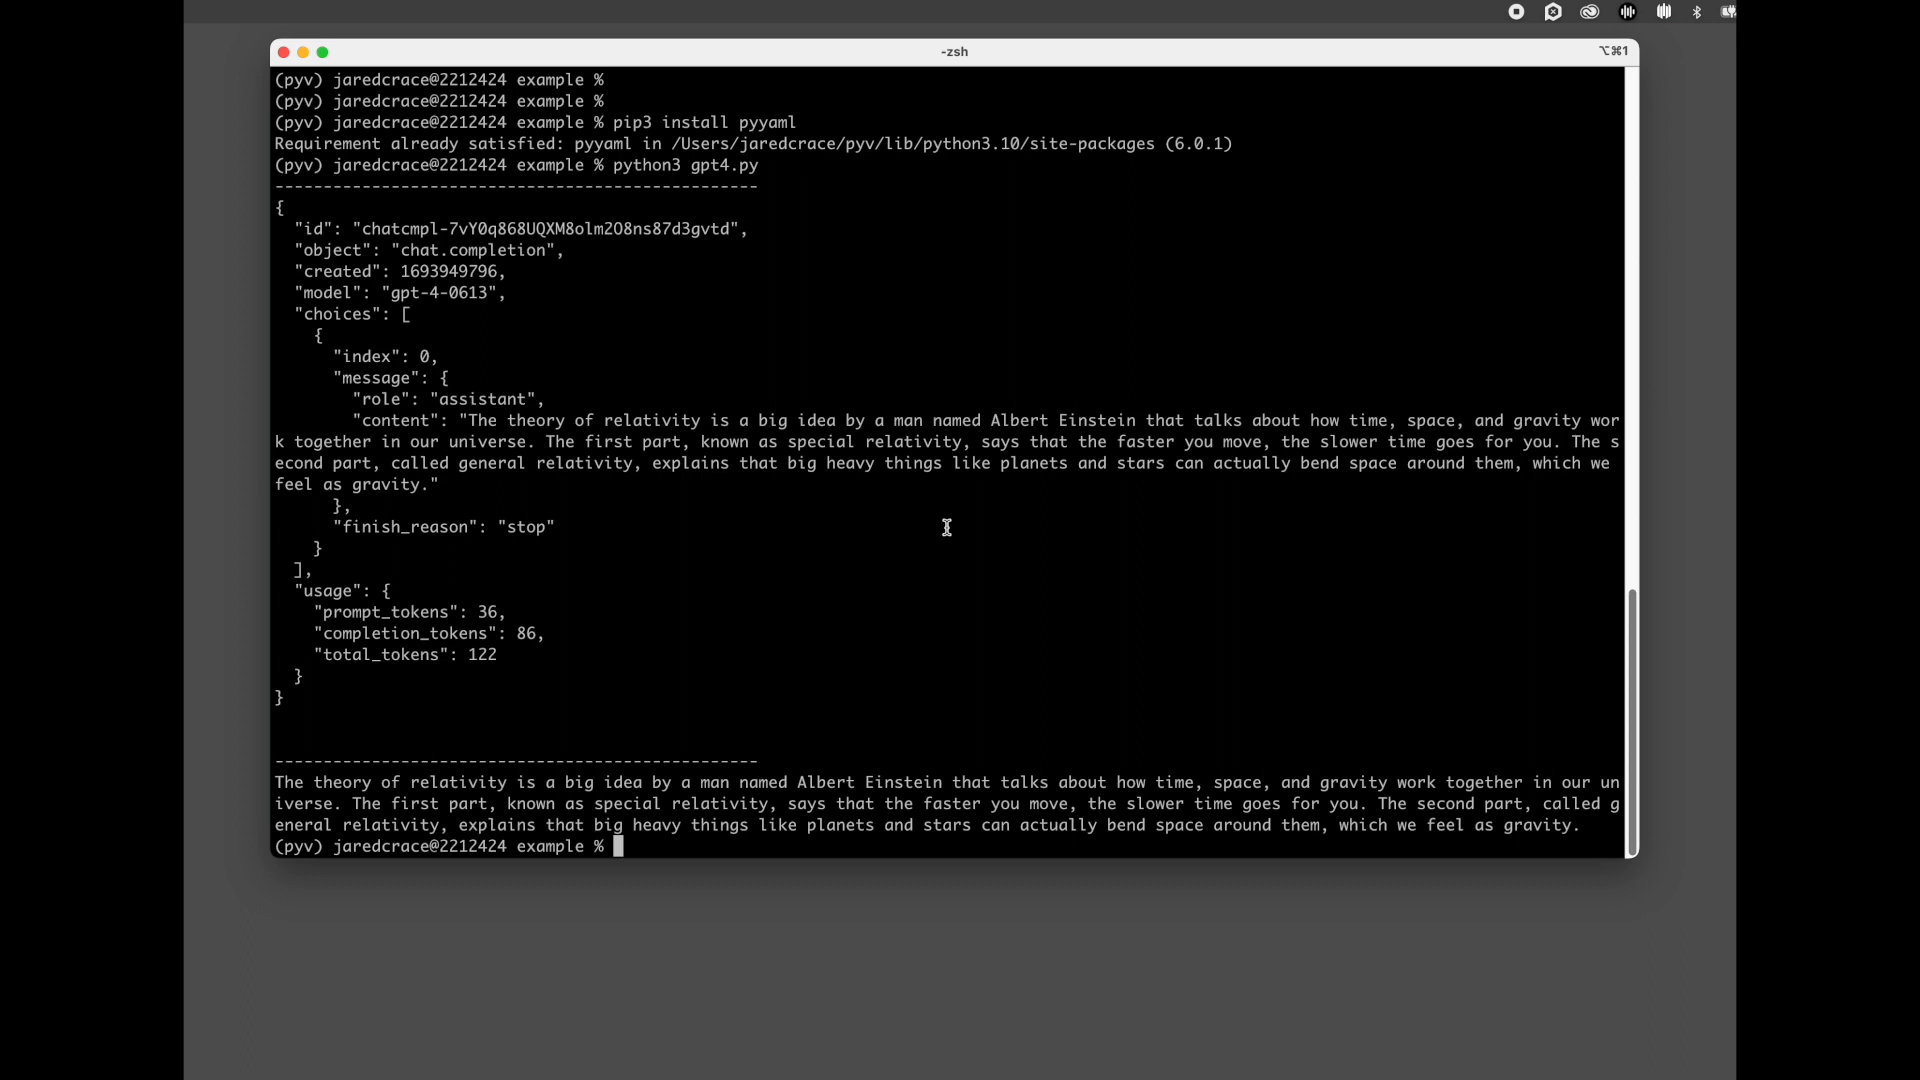 -zsh
⌥⌘1
(pyv) jaredcrace@2212424 example %
(pyv) jaredcrace@2212424 example %
(pyv) jaredcrace@2212424 example % pip3 install pyyaml
Requirement already satisfied: pyyaml in /Users/jaredcrace/pyv/lib/python3.10/site-packages (6.0.1)
(pyv) jaredcrace@2212424 example % python3 gpt4.py
--------------------------------------------------
{
  "id": "chatcmpl-7vY0q868UQXM8olm2O8ns87d3gvtd",
  "object": "chat.completion",
  "created": 1693949796,
  "model": "gpt-4-0613",
  "choices": [
    {
      "index": 0,
      "message": {
        "role": "assistant",
        "content": "The theory of relativity is a big idea by a man named Albert Einstein that talks about how time, space, and gravity wor
k together in our universe. The first part, known as special relativity, says that the faster you move, the slower time goes for you. The s
econd part, called general relativity, explains that big heavy things like planets and stars can actually bend space around them, which we
feel as gravity."
      },
      "finish_reason": "stop"
    }
  ],
  "usage": {
    "prompt_tokens": 36,
    "completion_tokens": 86,
    "total_tokens": 122
  }
}
--------------------------------------------------
The theory of relativity is a big idea by a man named Albert Einstein that talks about how time, space, and gravity work together in our un
iverse. The first part, known as special relativity, says that the faster you move, the slower time goes for you. The second part, called g
eneral relativity, explains that big heavy things like planets and stars can actually bend space around them, which we feel as gravity.
(pyv) jaredcrace@2212424 example %